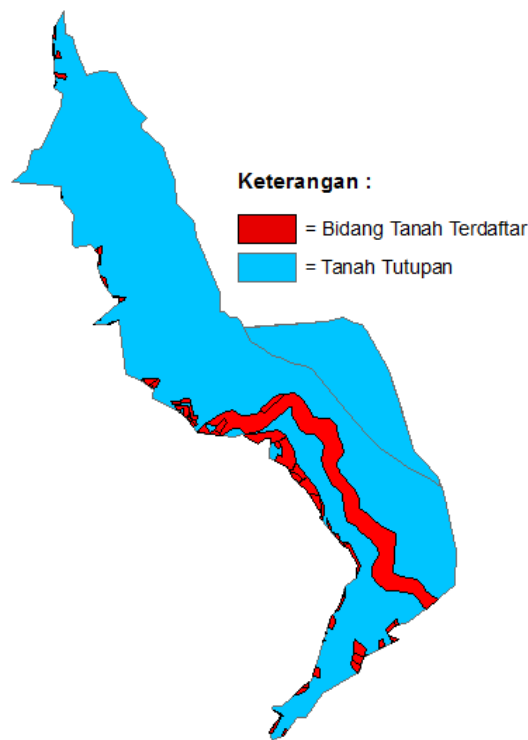 Keterangan :
= Bidang Tanah Terdaftar
= Tanah Tutupan